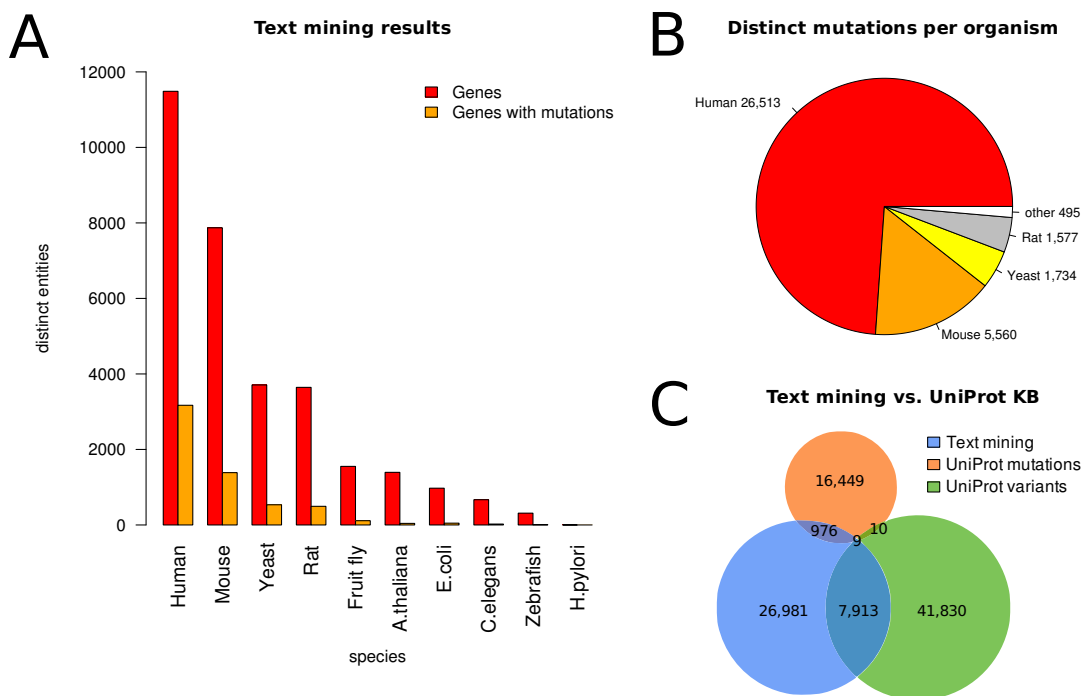 A
Text mining results
12000
10000
8000
6000
4000
2000
0
distinct entities
Genes
Genes with mutations
Human
Mouse
Yeast
Rat
Fruit fly
A.thaliana
E.coli
C.elegans
Zebrafish
H.pylori
species
B
Distinct mutations per organism
Human 26,513
other 495
Rat 1,577
Yeast 1,734
Mouse 5,560
C
Text mining vs. UniProt KB
Text mining
UniProt mutations
UniProt variants
16,449
976
10
9
26,981
7,913
41,830